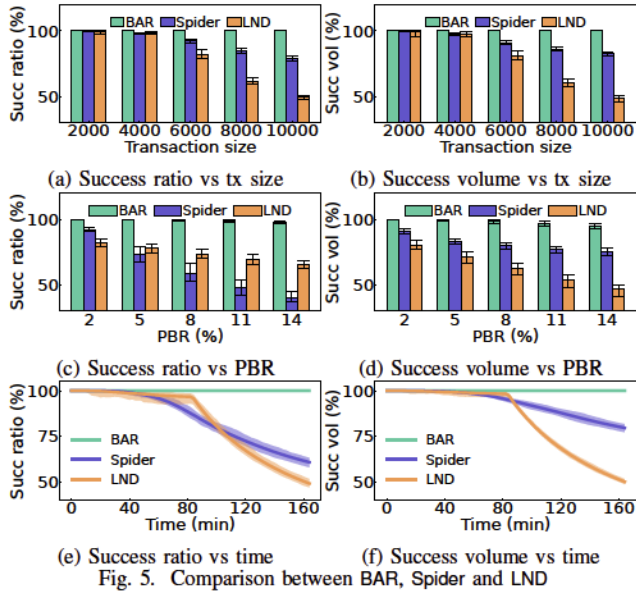 BAR Spider LND
Succ ratio (%)
100
50
2000 4000 6000 8000 10000
Transaction size
(a) Success ratio vs tx size
BAR Spider LND
Succ vol (%)
100
50
2000 4000 6000 8000 10000
Transaction size
(b) Success volume vs tx size
BAR Spider LND
Succ ratio (%)
100
50
2 5 8 11 14
PBR (%)
(c) Success ratio vs PBR
BAR Spider LND
Succ vol (%)
100
50
2 5 8 11 14
PBR (%)
(d) Success volume vs PBR
Succ ratio (%)
100
75
50
BAR
Spider
LND
0 40 80 120 160
Time (min)
(e) Success ratio vs time
Succ vol (%)
100
75
50
BAR
Spider
LND
0 40 80 120 160
Time (min)
(f) Success volume vs time
Fig. 5. Comparison between BAR, Spider and LND